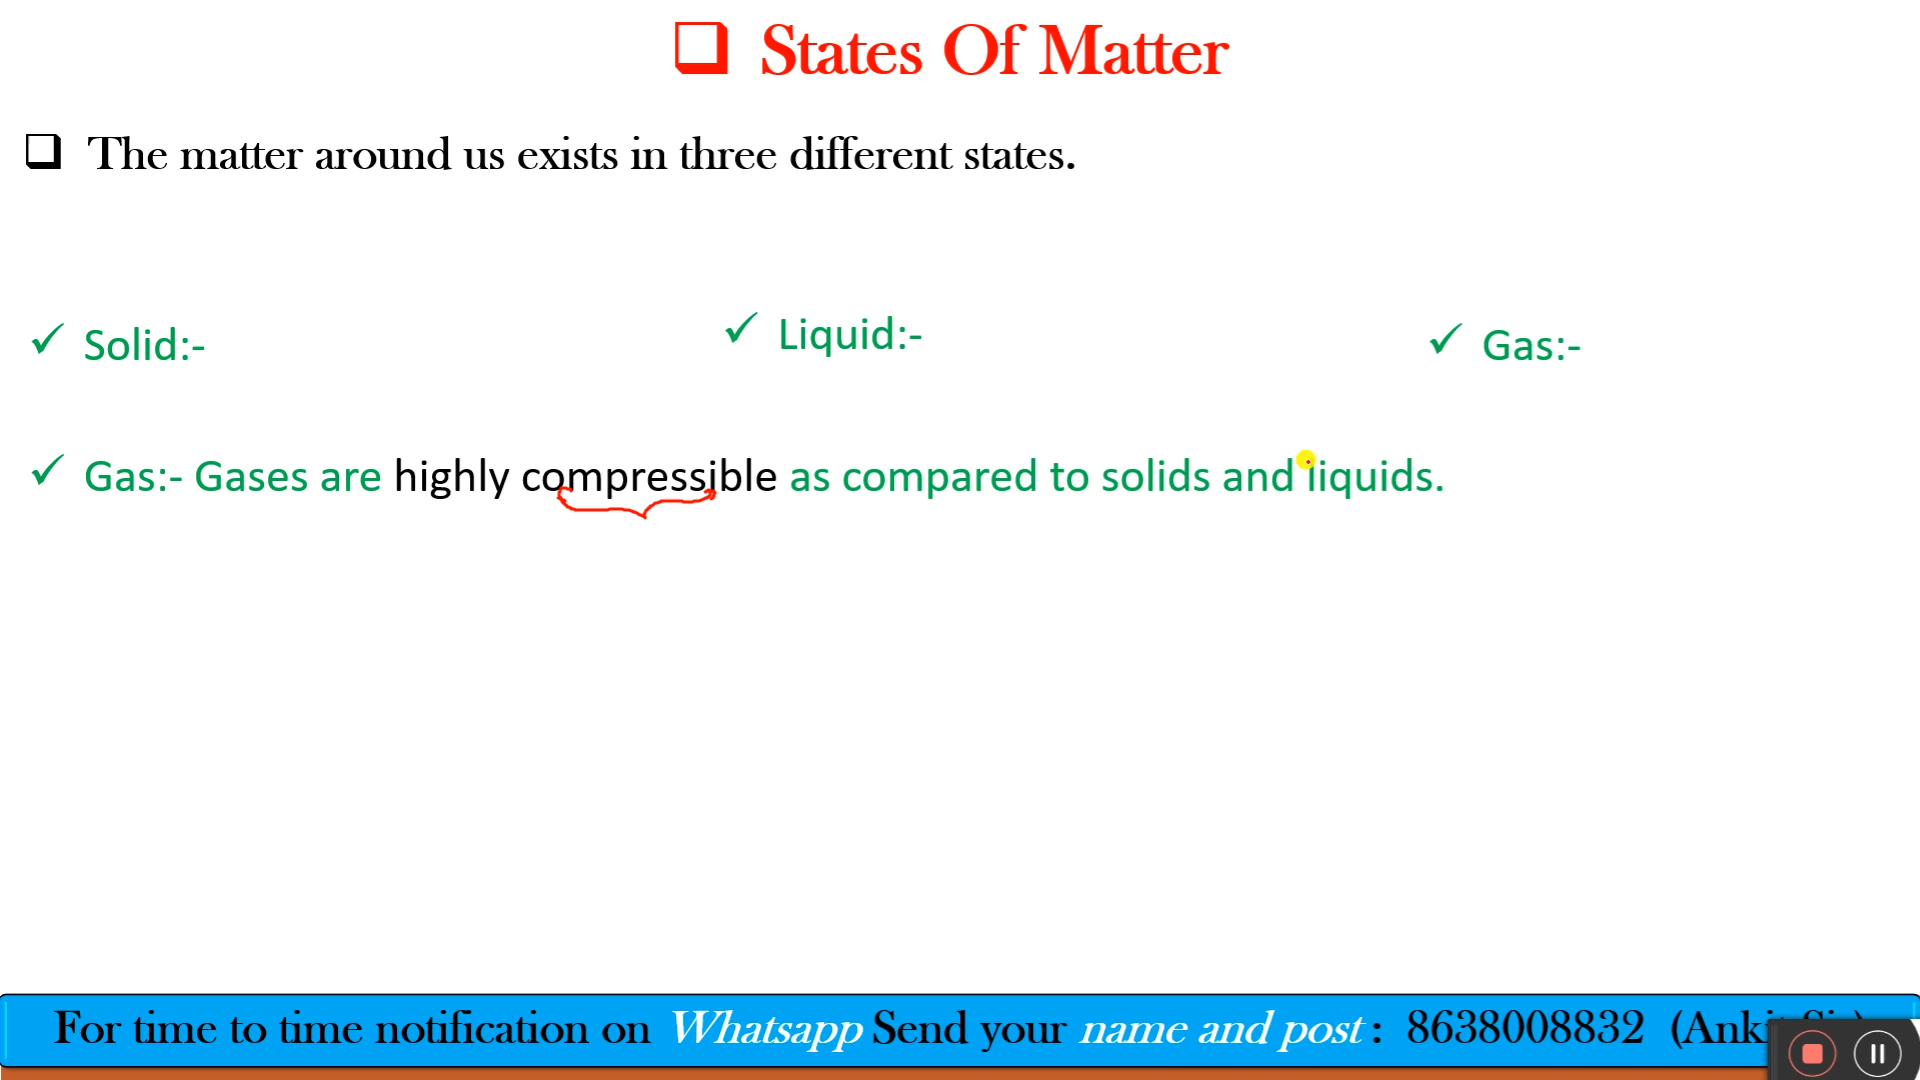 States Of Matter
The matter around us exists in three different states.
Solid:-
Liquid:-
Gas:-
Gas:- Gases are highly compressible as compared to solids and liquids.
For time to time notification on Whatsapp Send your name and post : 8638008832